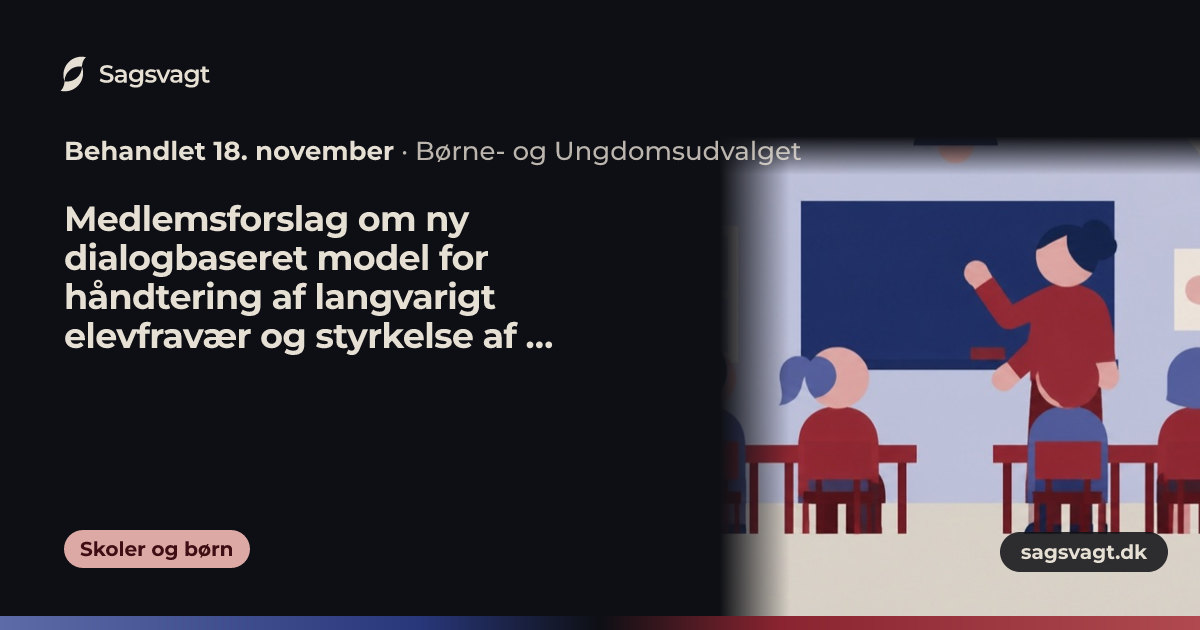 Sagsvagt
Behandlet 18. november · Børne- og Ungdomsudvalget
Medlemsforslag om ny
dialogbaseret model for
håndtering af langvarigt
elevfravær og styrkelse af ...
Skoler og børn
sagsvagt.dk